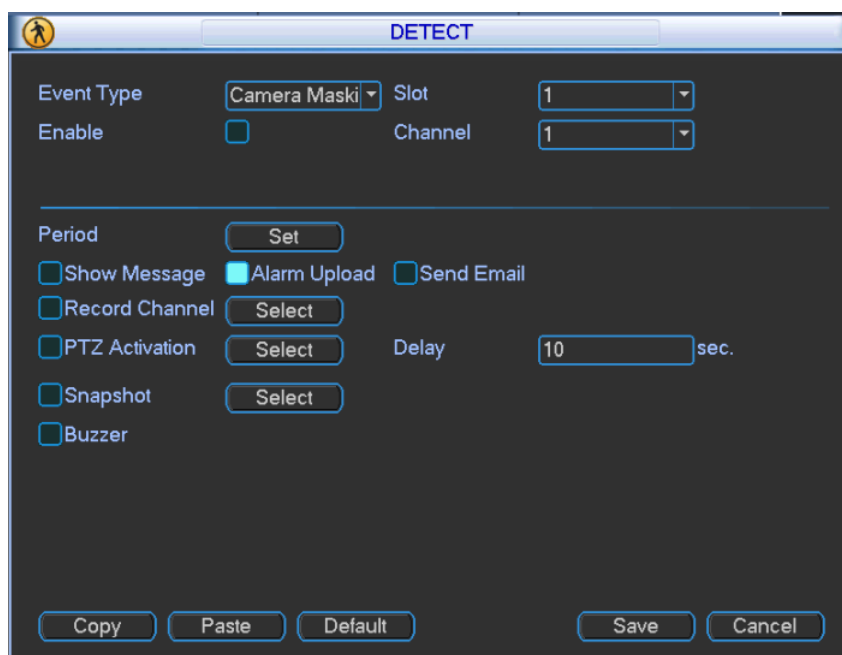 DETECT
Event Type Camera Maski Slot 1
Enable Channel 1
Period Set
Show Message Alarm Upload Send Email
Record Channel Select
PTZ Activation Select Delay 10 sec.
Snapshot Select
Buzzer
Copy Paste Default Save Cancel